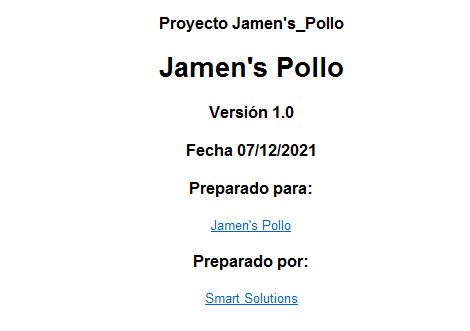 Proyecto Jamen's_Pollo
Jamen's Pollo
Versión 1.0
Fecha 07/12/2021
Preparado para:
Jamen's Pollo
Preparado por:
Smart Solutions